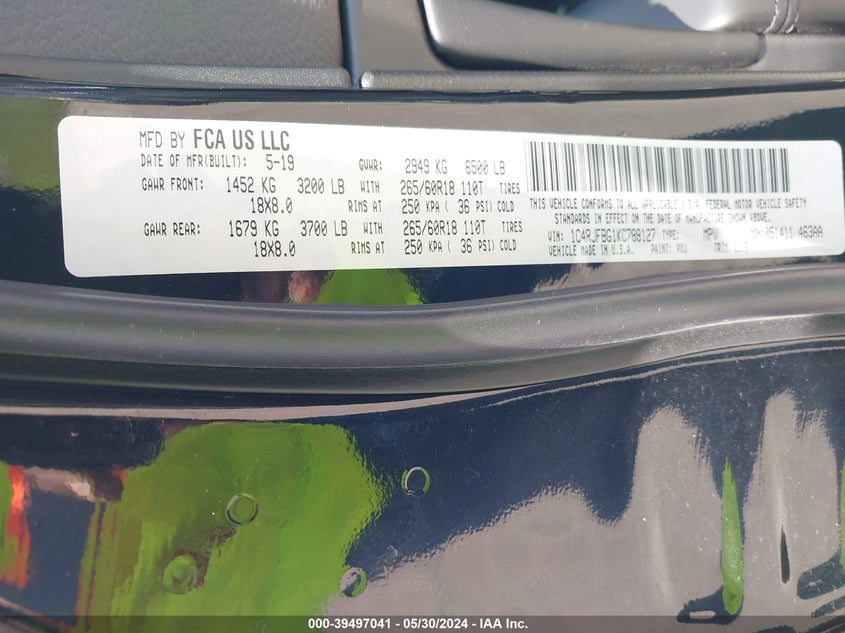 MFD BY FCA US LLC
DATE OF MFR(BUILT): 5-19 GVWR: 2949 KG 6500 LB
GAWR FRONT: 1452 KG 3200 LB WITH 265/60R18 110T TIRES
18X8.0 RIMS AT 250 KPA ( 36 PSI) COLD
GAWR REAR: 1679 KG 3700 LB WITH 265/60R18 110T TIRES
18X8.0 RIMS AT 250 KPA ( 36 PSI) COLD
THIS VEHICLE CONFORMS TO ALL APPLICABLE U.S.A. FEDERAL MOTOR VEHICLE SAFETY
STANDARDS IN EFFECT ON THE DATE OF MANUFACTURE SHOWN ABOVE.
VIN: 1C4RJFBG1KC788127 TYPE: MPV MDH: 051411 463AA
VEHICLE MADE IN U.S.A. PAINT: PXJ TRIM:
000-39497041 - 05/30/2024 - IAA Inc.